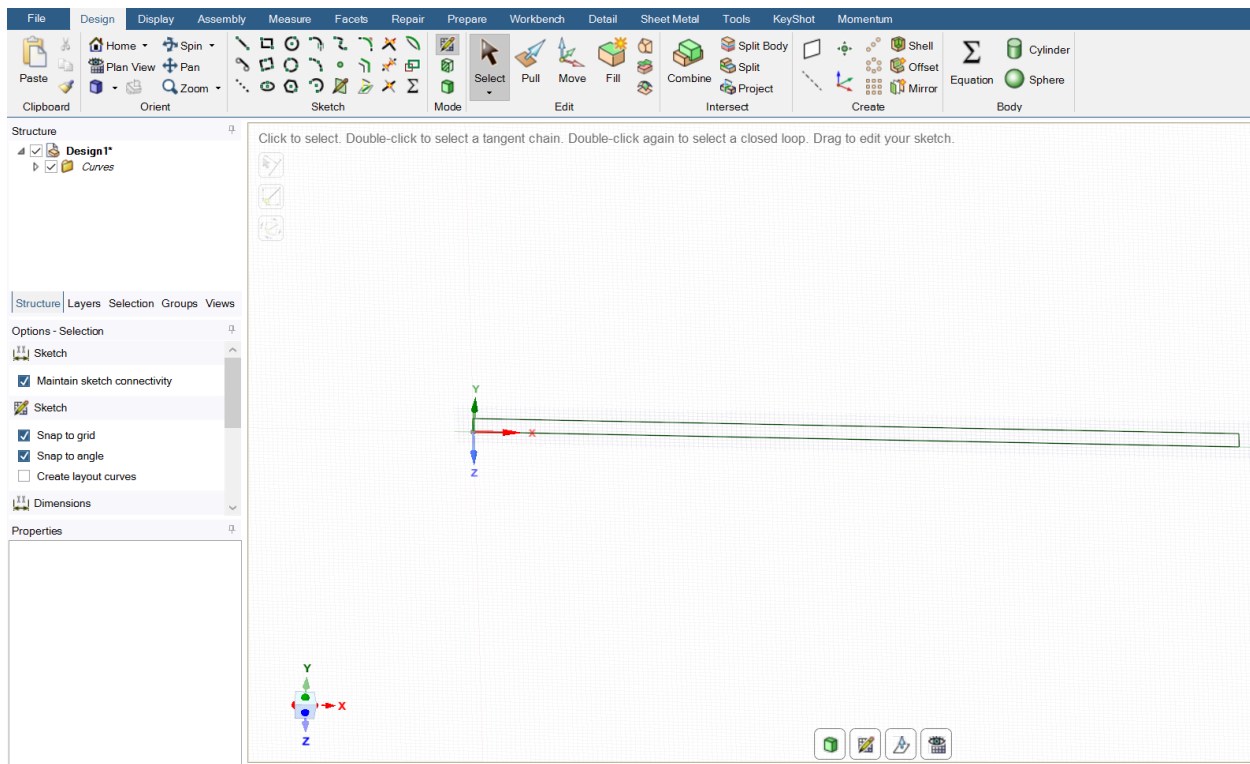 File Design Display Assembly Measure Facets Repair Prepare Workbench Detail Sheet Metal Tools KeyShot Momentum
Paste
Clipboard
Home Spin
Plan View Pan
Zoom
Orient
Sketch
Mode
Select Pull Move Fill
Edit
Combine
Split Body
Split
Project
Intersect
Shell
Offset
Mirror
Create
Equation
Cylinder
Sphere
Body
Structure
Design1*
Curves
Structure Layers Selection Groups Views
Options - Selection
Sketch
Maintain sketch connectivity
Sketch
Snap to grid
Snap to angle
Create layout curves
Dimensions
Properties
Click to select. Double-click to select a tangent chain. Double-click again to select a closed loop. Drag to edit your sketch.
Y
X
Z
Y
X
Z